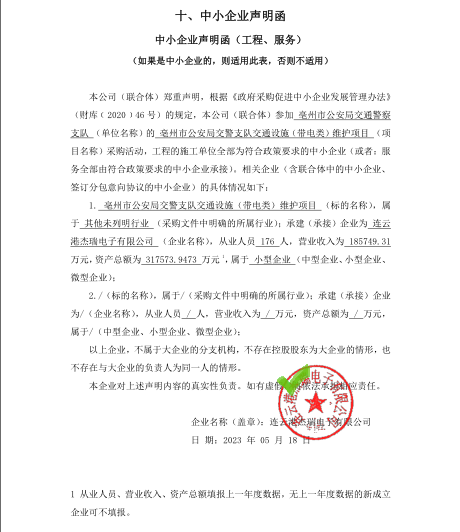 十、中小企业声明函
中小企业声明函（工程、服务）
（如果是中小企业的，则适用此表，否则不适用）
本公司（联合体）郑重声明，根据《政府采购促进中小企业发展管理办法》
（财库﹝2020﹞46号）的规定，本公司（联合体）参加 亳州市公安局交警支队交通警察
支队（单位名称）的 亳州市公安局交警支队交通设施（带电类）维护项目（项
目名称）采购活动，工程的施工单位全部为符合政策要求的中小企业（或者：服
务全部由符合政策要求的中小企业承接）。相关企业（含联合体中的中小企业、
签订分包意向协议的中小企业）的具体情况如下：
1. 亳州市公安局交警支队交通设施（带电类）维护项目（标的名称），属
于 其他未列明行业（采购文件中明确的所属行业）；承建（承接）企业为 连云
港杰瑞电子有限公司（企业名称），从业人员 176 人，营业收入为 185749.31
万元，资产总额为 317573.9473 万元¹，属于 小型企业（中型企业、小型企业、
微型企业）；
2./（标的名称），属于/（采购文件中明确的所属行业）；承建（承接）企业
为/（企业名称），从业人员 / 人，营业收入为 / 万元，资产总额为 / 万元，
属于/（中型企业、小型企业、微型企业）；
以上企业，不属于大企业的分支机构，不存在控股股东为大企业的情形，也
不存在与大企业的负责人为同一人的情形。
本企业对上述声明内容的真实性负责。如有虚假，将依法承担相应责任。
企业名称（盖章）：连云港杰瑞电子有限公司
日 期：2023 年 05 月 18 日
1 从业人员、营业收入、资产总额填报上一年度数据，无上一年度数据的新成立
企业可不填报。